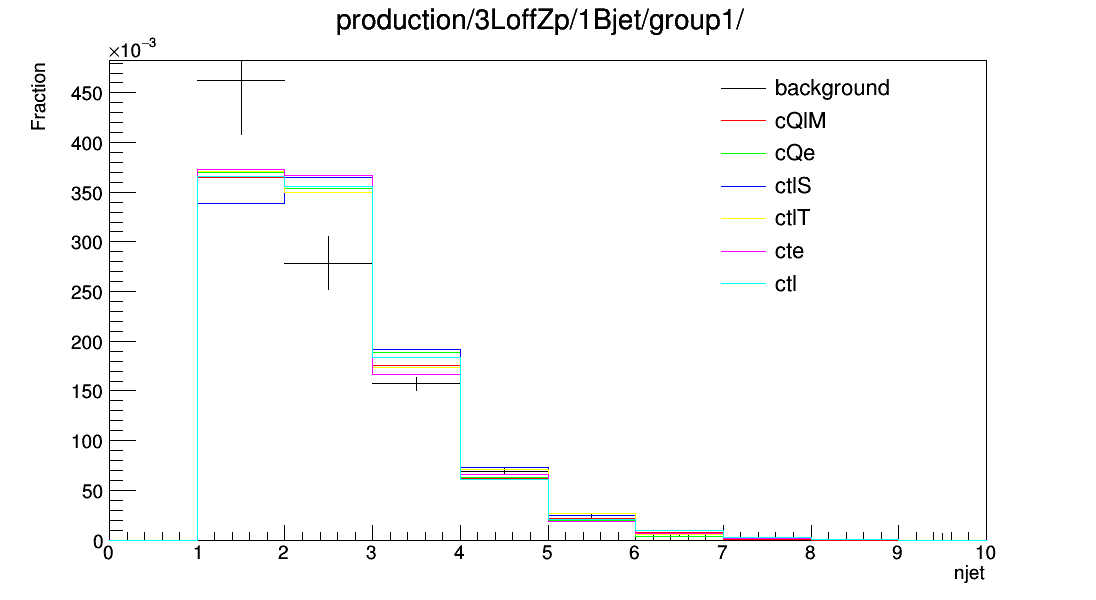 production/3LoffZp/1Bjet/group1/
×10⁻³
Fraction
450
400
350
300
250
200
150
100
50
0
0 1 2 3 4 5 6 7 8 9 10
njet
background
cQlM
cQe
ctlS
ctlT
cte
ctl